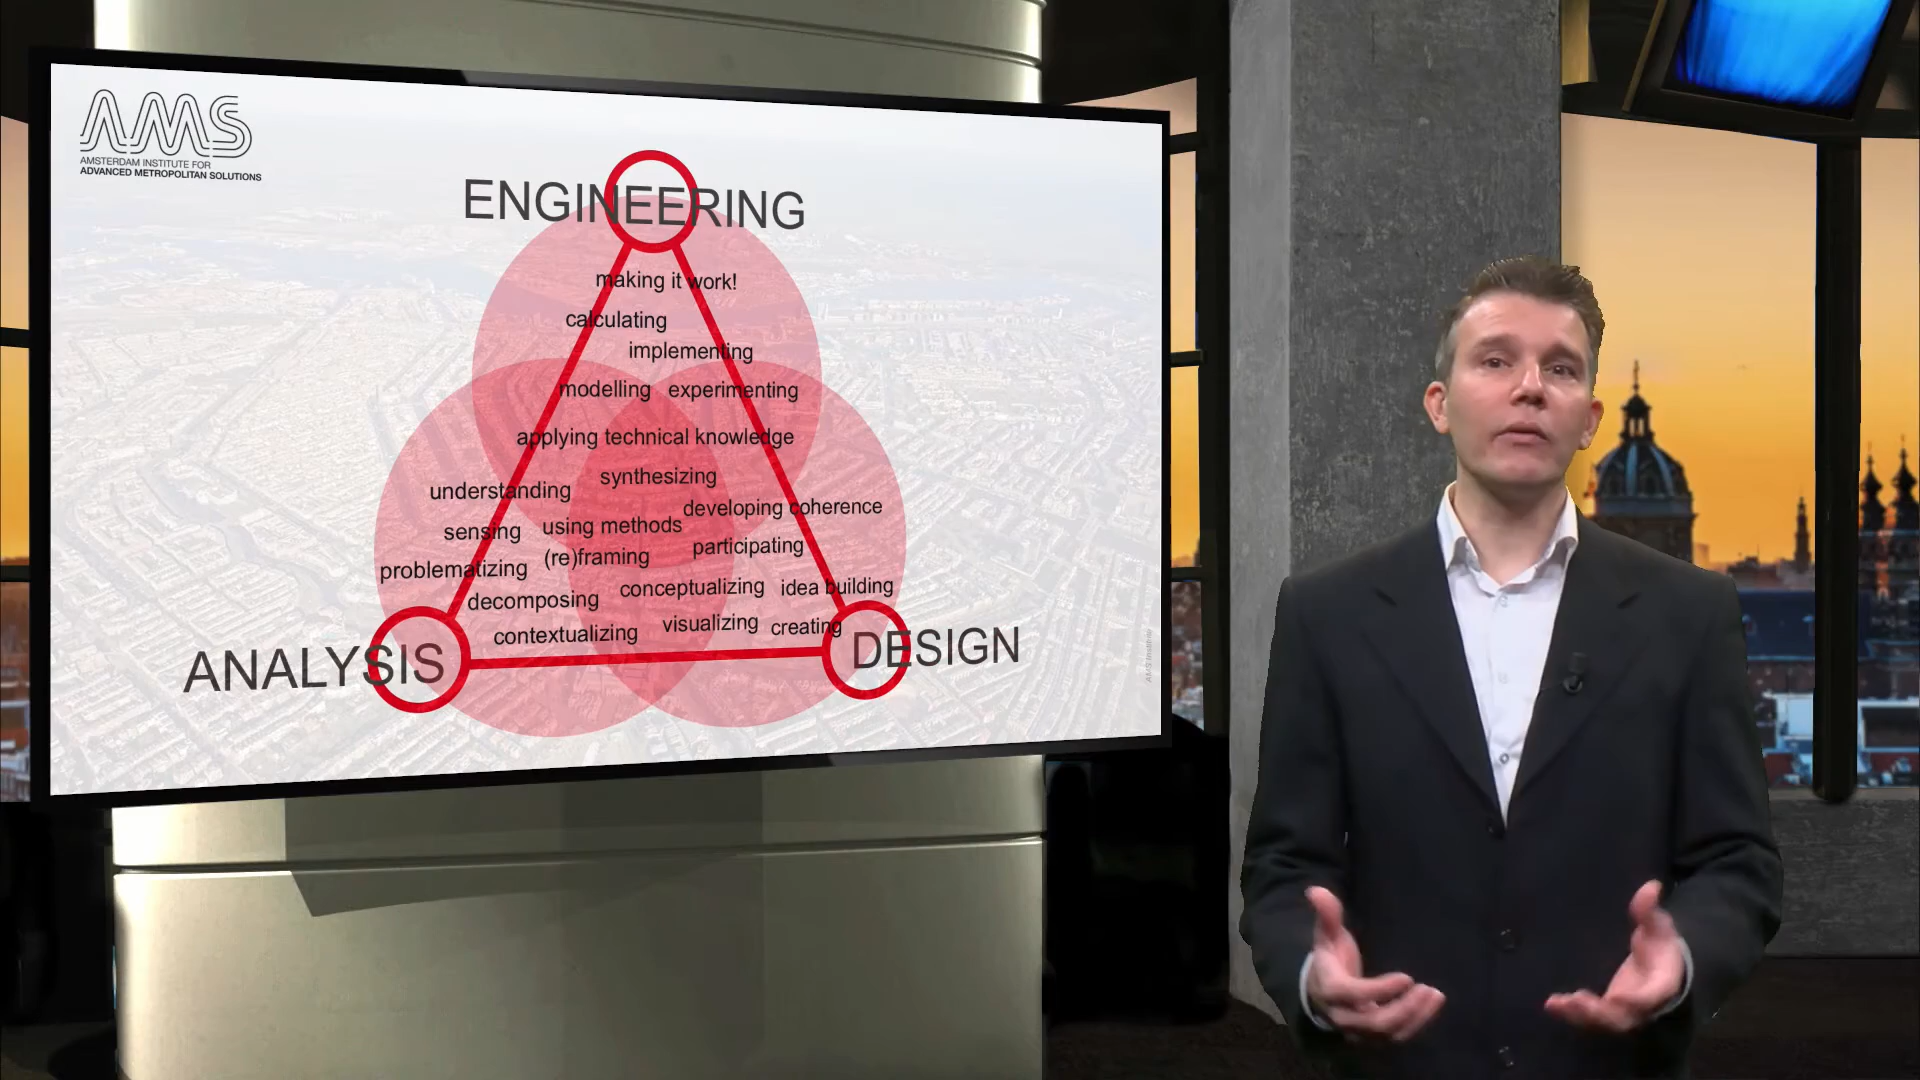 AMS
AMSTERDAM INSTITUTE FOR
ADVANCED METROPOLITAN SOLUTIONS
ENGINEERING
making it work!
calculating
implementing
modelling experimenting
applying technical knowledge
synthesizing
understanding
developing coherence
sensing using methods
participating
(re)framing
problematizing
conceptualizing idea building
decomposing
visualizing creating
contextualizing
ANALYSIS
DESIGN